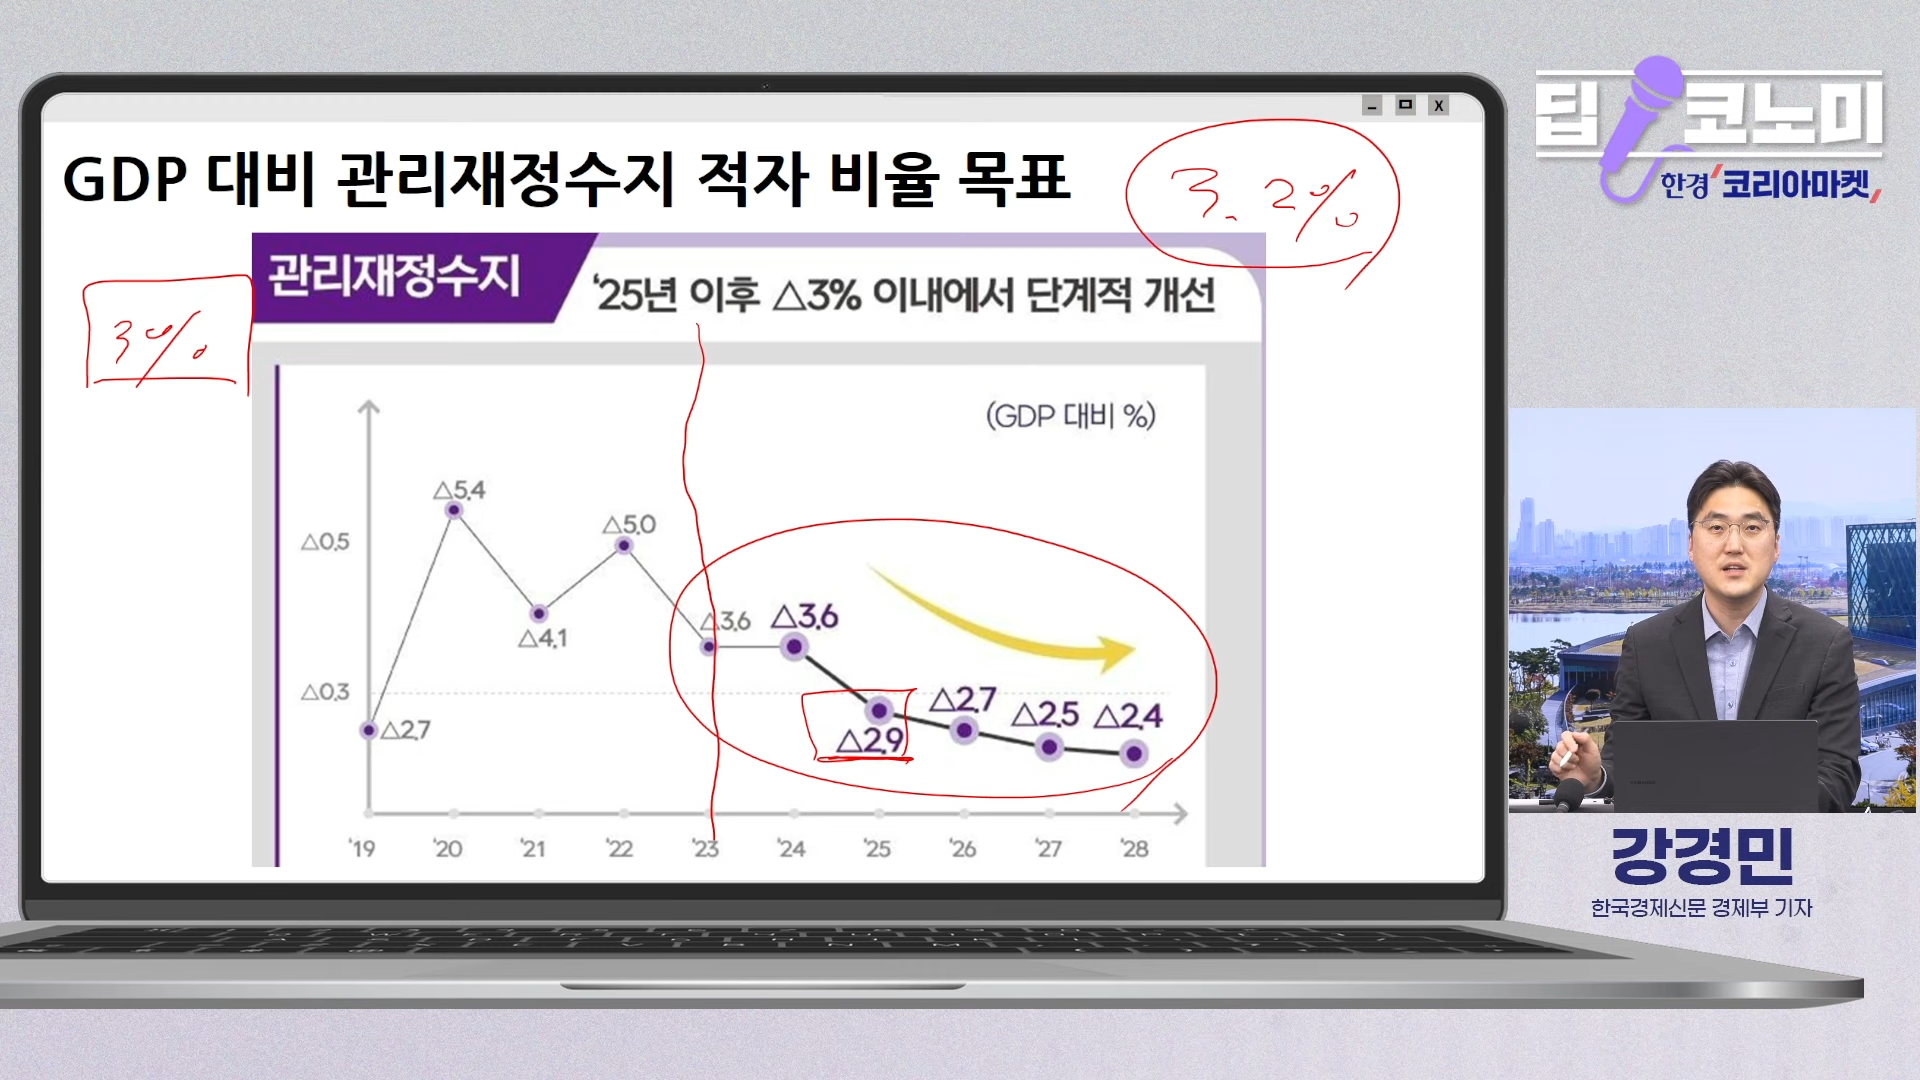 딥코노미
한경 '코리아마켓'
X
GDP 대비 관리재정수지 적자 비율 목표
3.2%
3%
관리재정수지
'25년 이후 △3% 이내에서 단계적 개선
(GDP 대비 %)
△5.4
△5.0
△0.5
△4.1
△3.6
△3.6
△0.3
△2.7
△2.9
△2.7
△2.5
△2.4
'19
'20
'21
'22
'23
'24
'25
'26
'27
'28
강경민
한국경제신문 경제부 기자